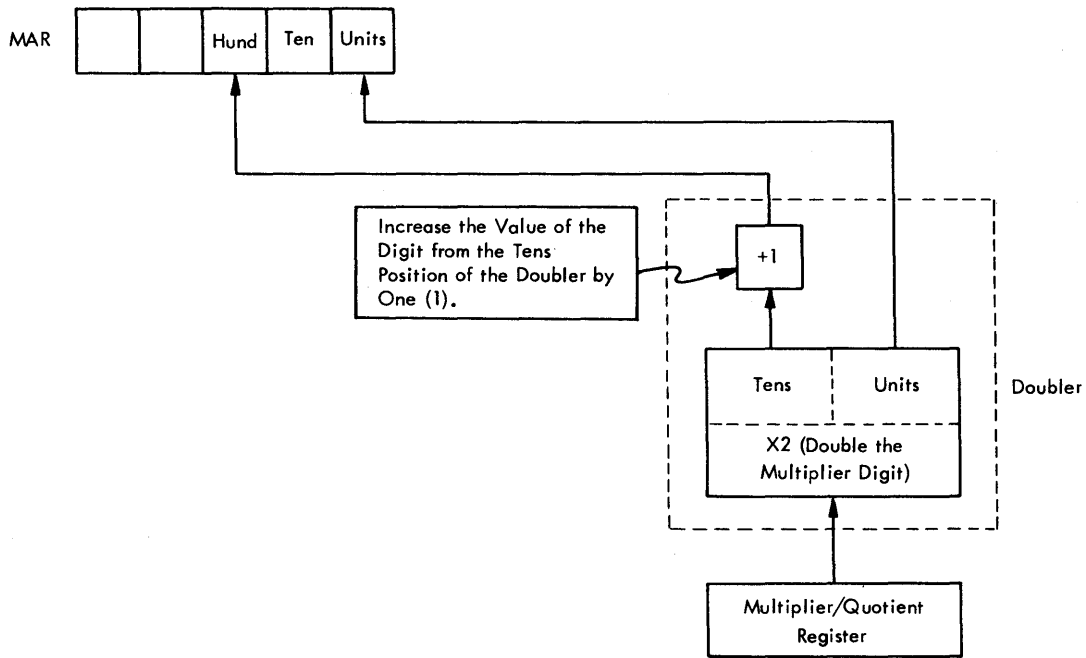 MAR
Hund Ten Units
Increase the Value of the
Digit from the Tens
Position of the Doubler by
One (1).
+1
Tens Units
Doubler
X2 (Double the
Multiplier Digit)
Multiplier/Quotient
Register